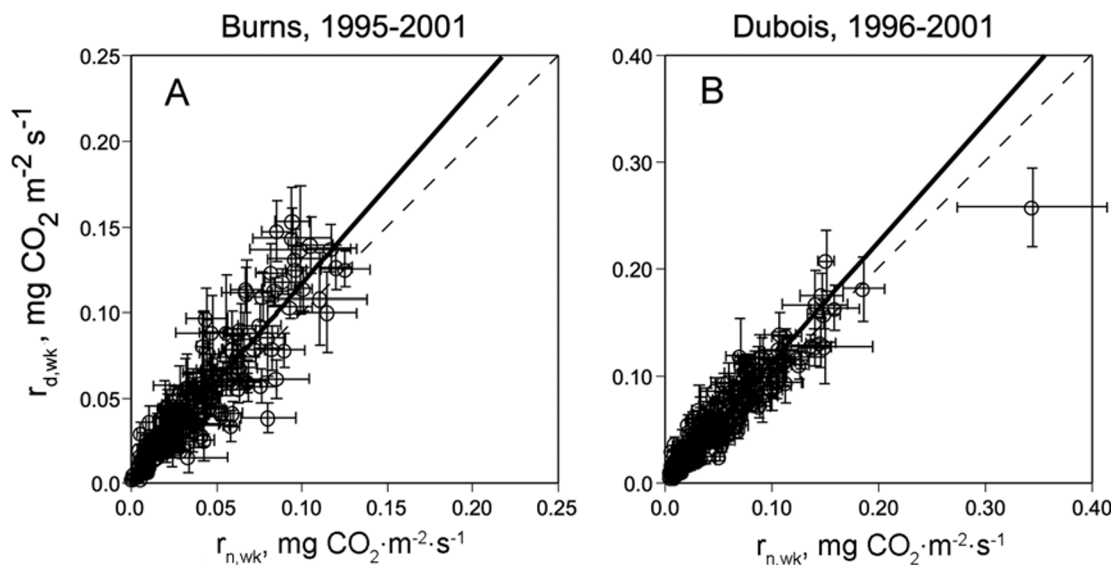 Burns, 1995-2001
Dubois, 1996-2001
A
0.25
0.20
0.15
0.10
0.05
0.0
0.0 0.05 0.10 0.15 0.20 0.25
r_d,wk, mg CO₂ m⁻² s⁻¹
r_n,wk, mg CO₂·m⁻²·s⁻¹
B
0.40
0.30
0.20
0.10
0.0
0.0 0.10 0.20 0.30 0.40
r_n,wk, mg CO₂·m⁻²·s⁻¹